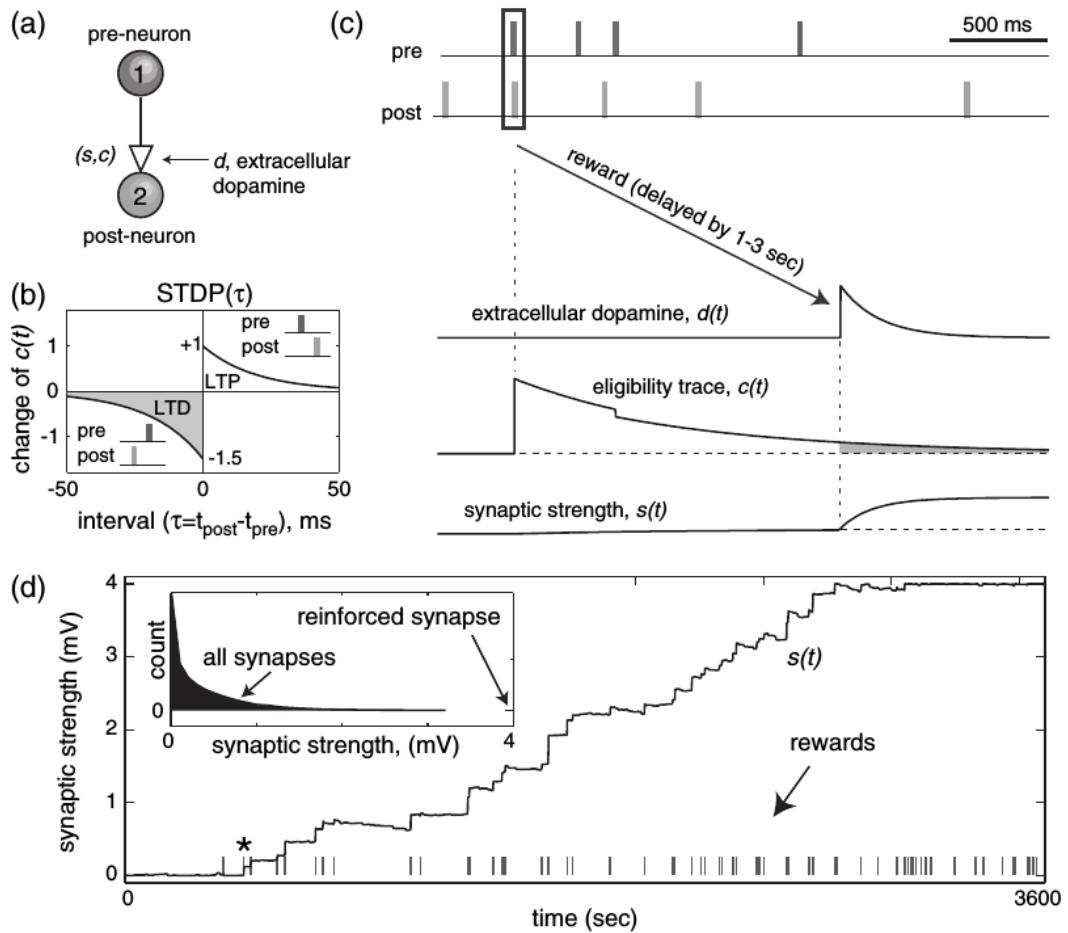 (a)
pre-neuron
1
(s,c)
d, extracellular
dopamine
2
post-neuron
(b)
STDP(τ)
change of c(t)
1
0
-1
+1
pre
post
LTP
LTD
pre
post
-1.5
-50
0
50
interval (τ=tpost-tpre), ms
(c)
500 ms
pre
post
reward (delayed by 1-3 sec)
extracellular dopamine, d(t)
eligibility trace, c(t)
synaptic strength, s(t)
(d)
synaptic strength (mV)
4
3
2
1
0
count
0
all synapses
reinforced synapse
0
4
synaptic strength, (mV)
s(t)
rewards
*
0
3600
time (sec)